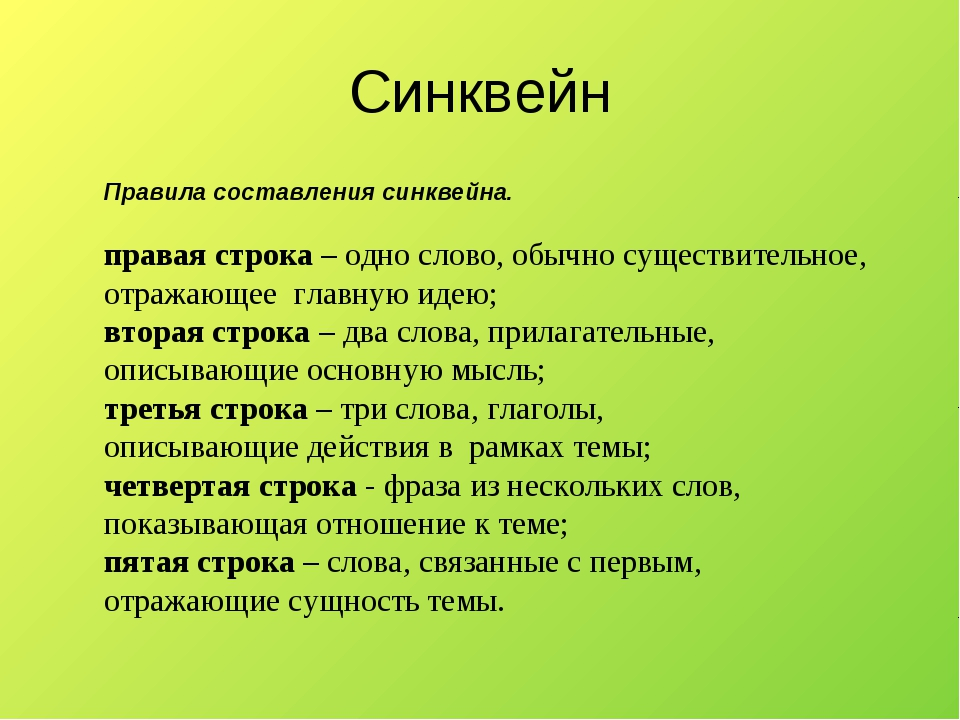 Синквейн
Правила составления синквейна.
правая строка – одно слово, обычно существительное,
отражающее главную идею;
вторая строка – два слова, прилагательные,
описывающие основную мысль;
третья строка – три слова, глаголы,
описывающие действия в рамках темы;
четвертая строка - фраза из нескольких слов,
показывающая отношение к теме;
пятая строка – слова, связанные с первым,
отражающие сущность темы.